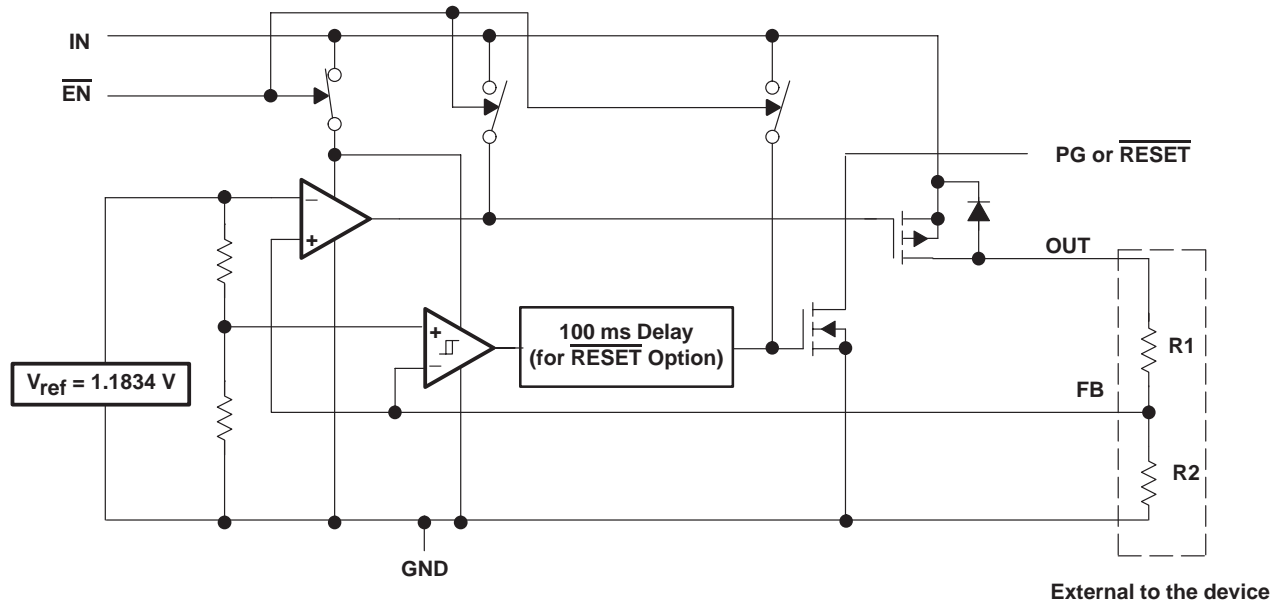 IN
EN
PG or RESET
OUT
−
+
+
−
100 ms Delay
(for RESET Option)
R1
Vref = 1.1834 V
FB
R2
GND
External to the device